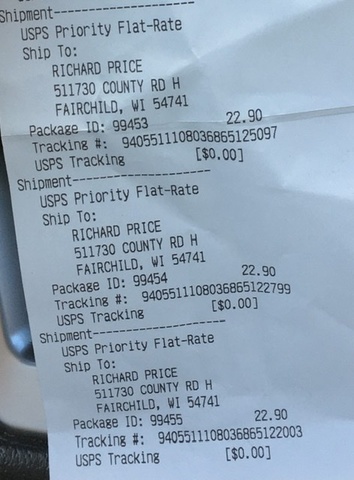 Shipment--------------------
USPS Priority Flat-Rate
Ship To:
RICHARD PRICE
511730 COUNTY RD H
FAIRCHILD, WI 54741
Package ID: 99453 22.90
Tracking #: 9405511108036865125097
USPS Tracking [$0.00]
Shipment--------------------
USPS Priority Flat-Rate
Ship To:
RICHARD PRICE
511730 COUNTY RD H
FAIRCHILD, WI 54741
Package ID: 99454 22.90
Tracking #: 9405511108036865122799
USPS Tracking [$0.00]
Shipment--------------------
USPS Priority Flat-Rate
Ship To:
RICHARD PRICE
511730 COUNTY RD H
FAIRCHILD, WI 54741
Package ID: 99455 22.90
Tracking #: 9405511108036865122003
USPS Tracking [$0.00]